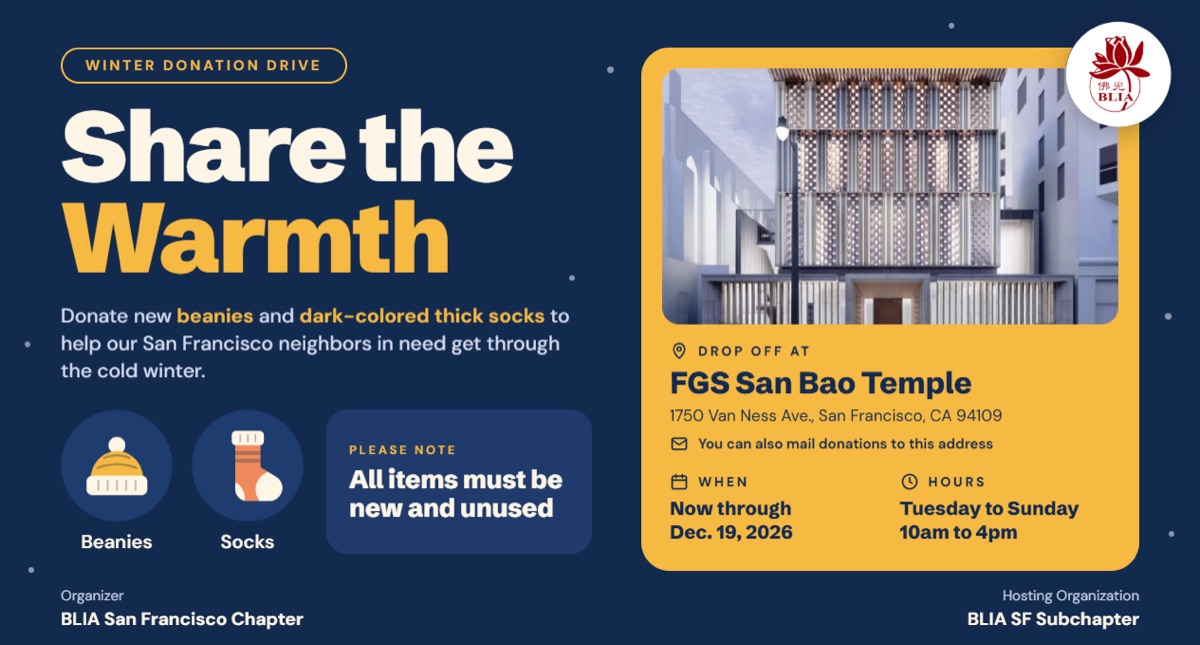 WINTER DONATION DRIVE
Share the
Warmth
Donate new beanies and dark-colored thick socks to
help our San Francisco neighbors in need get through
the cold winter.
Beanies
Socks
PLEASE NOTE
All items must be
new and unused
Organizer
BLIA San Francisco Chapter
佛光
BLIA
DROP OFF AT
FGS San Bao Temple
1750 Van Ness Ave., San Francisco, CA 94109
You can also mail donations to this address
WHEN
Now through
Dec. 19, 2026
HOURS
Tuesday to Sunday
10am to 4pm
Hosting Organization
BLIA SF Subchapter